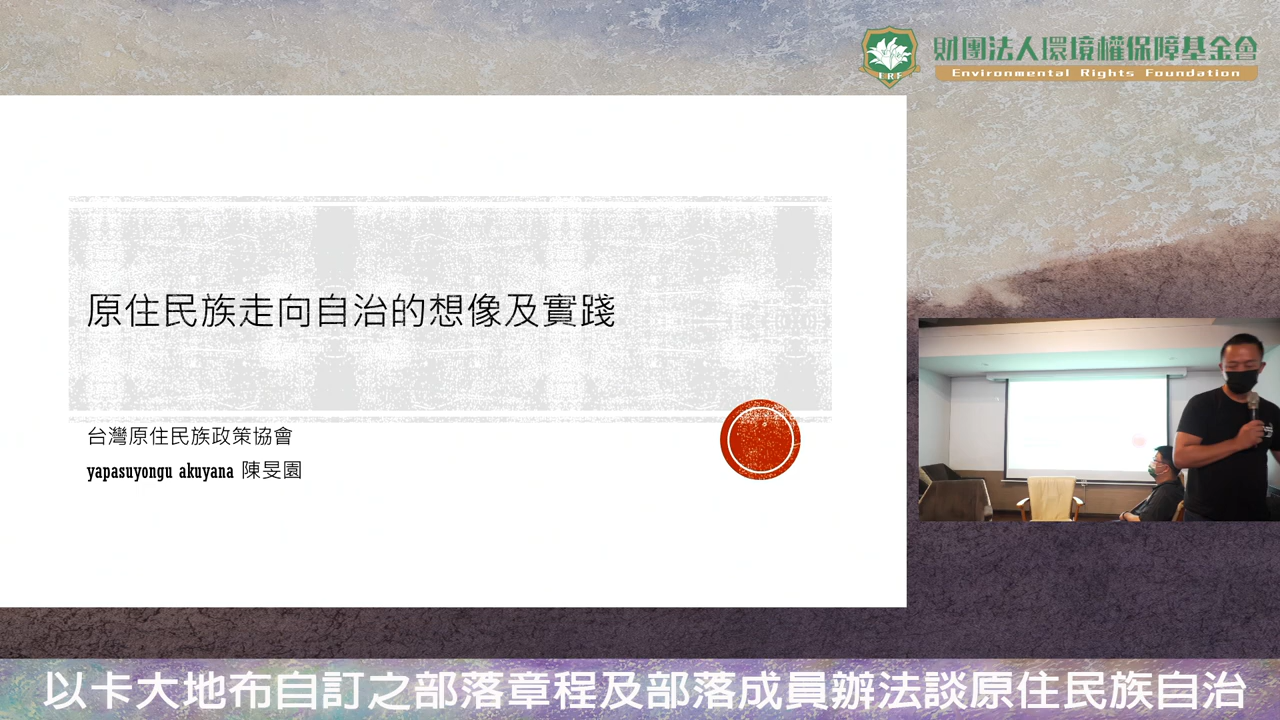 財團法人環境權保障基金會
Environmental Rights Foundation
ERF
原住民族走向自治的想像及實踐
台灣原住民族政策協會
yapasuyongu akuyana 陳旻園
以卡大地布自訂之部落章程及部落成員辦法談原住民族自治